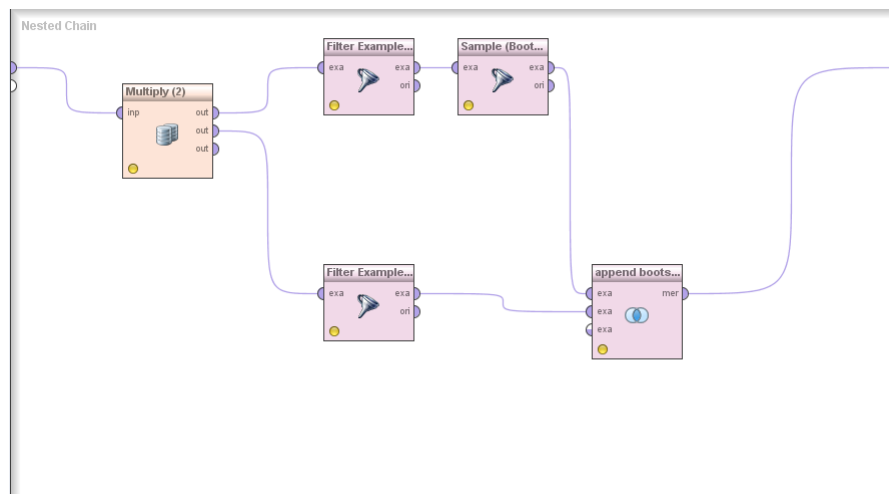 Nested Chain
Filter Example...
exa
exa
ori
Sample (Boot...
exa
exa
ori
Multiply (2)
inp
out
out
out
Filter Example...
exa
exa
ori
append boots...
exa
mer
exa
exa